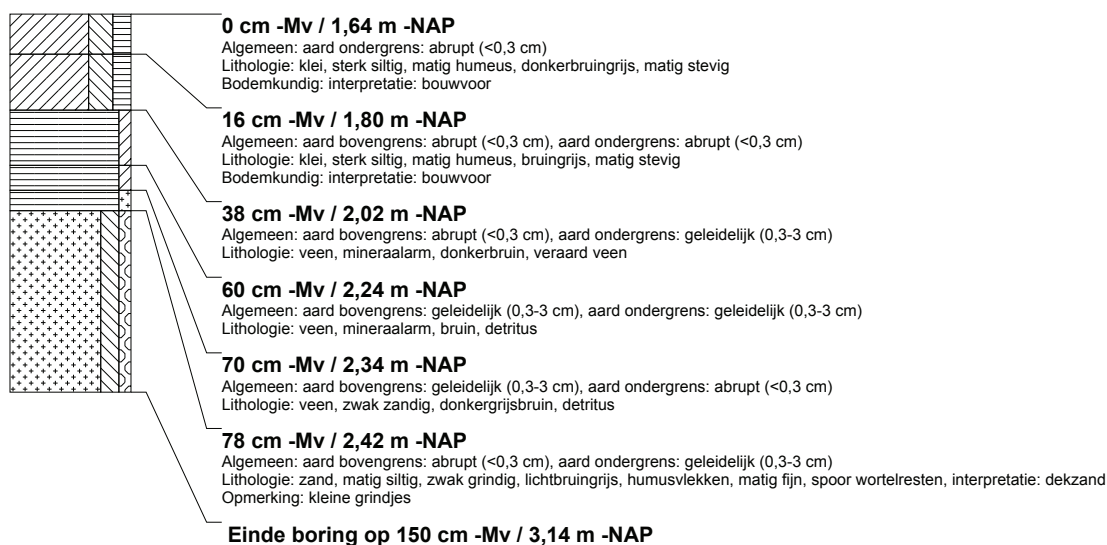 0 cm -Mv / 1,64 m -NAP
Algemeen: aard ondergrens: abrupt (<0,3 cm)
Lithologie: klei, sterk siltig, matig humeus, donkerbruingrijs, matig stevig
Bodemkundig: interpretatie: bouwvoor
16 cm -Mv / 1,80 m -NAP
Algemeen: aard bovengrens: abrupt (<0,3 cm), aard ondergrens: abrupt (<0,3 cm)
Lithologie: klei, sterk siltig, matig humeus, bruingrijs, matig stevig
Bodemkundig: interpretatie: bouwvoor
38 cm -Mv / 2,02 m -NAP
Algemeen: aard bovengrens: abrupt (<0,3 cm), aard ondergrens: geleidelijk (0,3-3 cm)
Lithologie: veen, mineraalarm, donkerbruin, veraard veen
60 cm -Mv / 2,24 m -NAP
Algemeen: aard bovengrens: geleidelijk (0,3-3 cm), aard ondergrens: geleidelijk (0,3-3 cm)
Lithologie: veen, mineraalarm, bruin, detritus
70 cm -Mv / 2,34 m -NAP
Algemeen: aard bovengrens: geleidelijk (0,3-3 cm), aard ondergrens: abrupt (<0,3 cm)
Lithologie: veen, zwak zandig, donkergrijsbruin, detritus
78 cm -Mv / 2,42 m -NAP
Algemeen: aard bovengrens: abrupt (<0,3 cm), aard ondergrens: geleidelijk (0,3-3 cm)
Lithologie: zand, matig siltig, zwak grindig, lichtbruingrijs, humusvlekken, matig fijn, spoor wortelresten, interpretatie: dekzand
Opmerking: kleine grindjes
Einde boring op 150 cm -Mv / 3,14 m -NAP